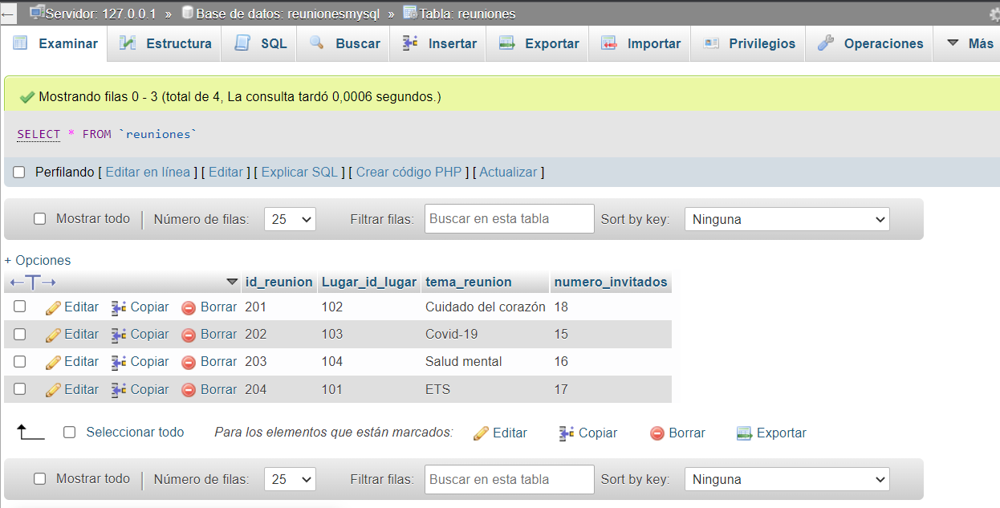 Servidor: 127.0.0.1 » Base de datos: reunionesmysql » Tabla: reuniones
Examinar Estructura SQL Buscar Insertar Exportar Importar Privilegios Operaciones Más
Mostrando filas 0 - 3 (total de 4, La consulta tardó 0,0006 segundos.)
SELECT * FROM `reuniones`
Perfilando [ Editar en línea ] [ Editar ] [ Explicar SQL ] [ Crear código PHP ] [ Actualizar ]
Mostrar todo Número de filas: 25 Filtrar filas: Buscar en esta tabla Sort by key: Ninguna
+ Opciones
←T→ id_reunion Lugar_id_lugar tema_reunion numero_invitados
Editar Copiar Borrar 201 102 Cuidado del corazón 18
Editar Copiar Borrar 202 103 Covid-19 15
Editar Copiar Borrar 203 104 Salud mental 16
Editar Copiar Borrar 204 101 ETS 17
Seleccionar todo Para los elementos que están marcados: Editar Copiar Borrar Exportar
Mostrar todo Número de filas: 25 Filtrar filas: Buscar en esta tabla Sort by key: Ninguna